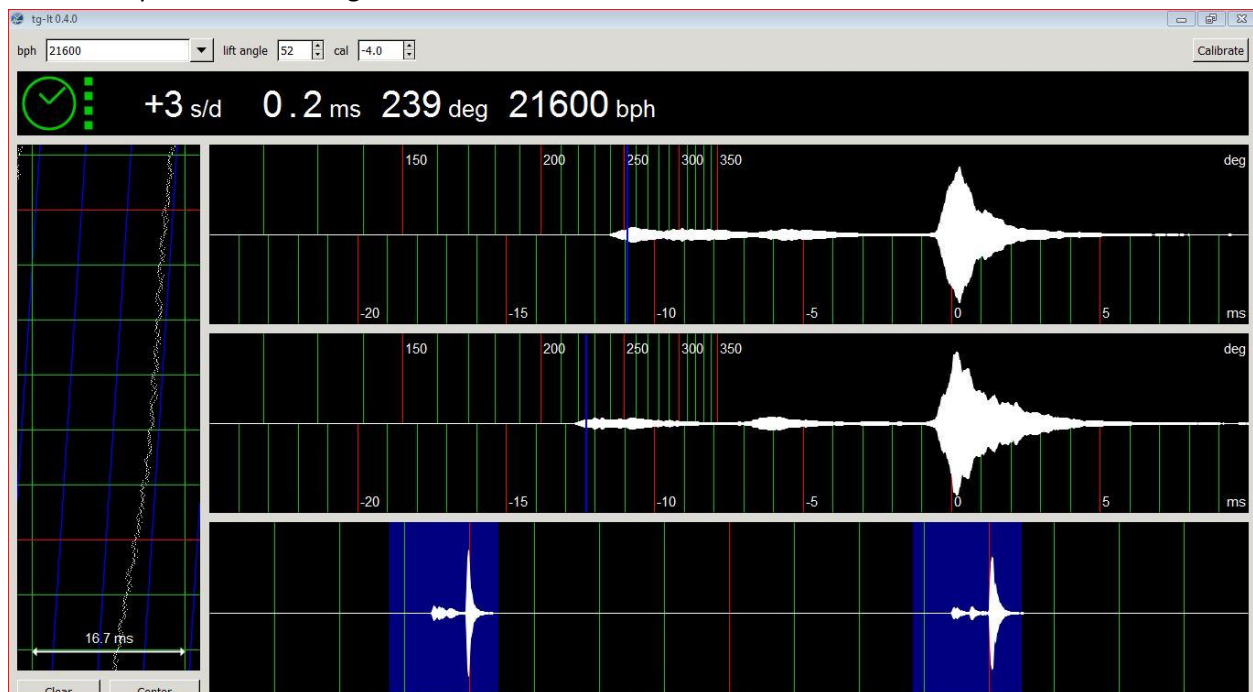 tg-lt 0.4.0
bph 21600 lift angle 52 cal -4.0 Calibrate
+3 s/d 0.2 ms 239 deg 21600 bph
150 200 250 300 350 deg
-20 -15 -10 -5 0 5 ms
150 200 250 300 350 deg
-20 -15 -10 -5 0 5 ms
16.7 ms
Clear Center